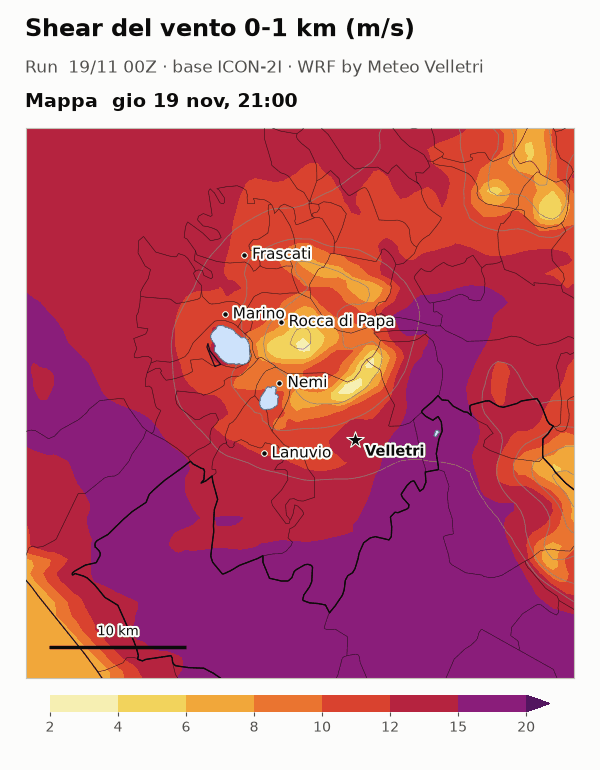 Shear del vento 0-1 km (m/s)
Run  19/11 00Z · base ICON-2I · WRF by Meteo Velletri
Mappa  gio 19 nov, 21:00
Frascati
Marino
Rocca di Papa
Nemi
Velletri
Lanuvio
10 km
2 4 6 8 10 12 15 20